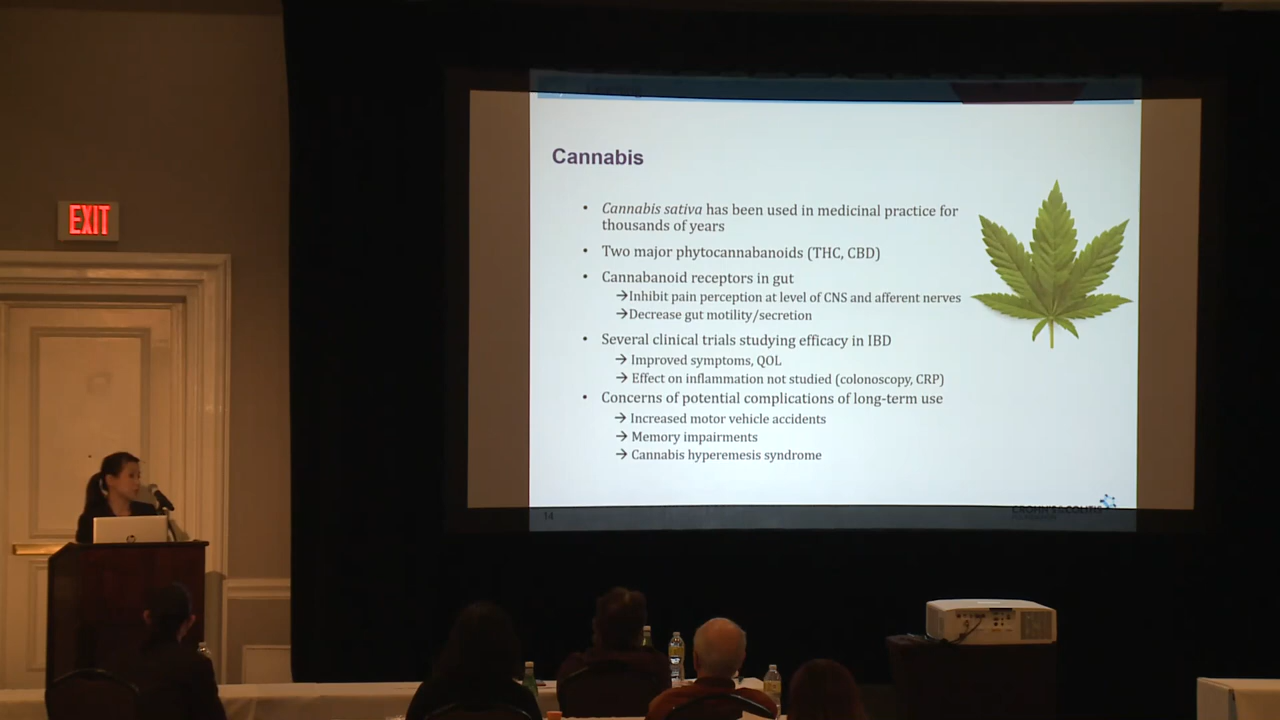 EXIT
Cannabis
• Cannabis sativa has been used in medicinal practice for
thousands of years
• Two major phytocannabanoids (THC, CBD)
• Cannabanoid receptors in gut
→Inhibit pain perception at level of CNS and afferent nerves
→Decrease gut motility/secretion
• Several clinical trials studying efficacy in IBD
→ Improved symptoms, QOL
→ Effect on inflammation not studied (colonoscopy, CRP)
• Concerns of potential complications of long-term use
→ Increased motor vehicle accidents
→ Memory impairments
→ Cannabis hyperemesis syndrome
14
CROHN'S & COLITIS
hp